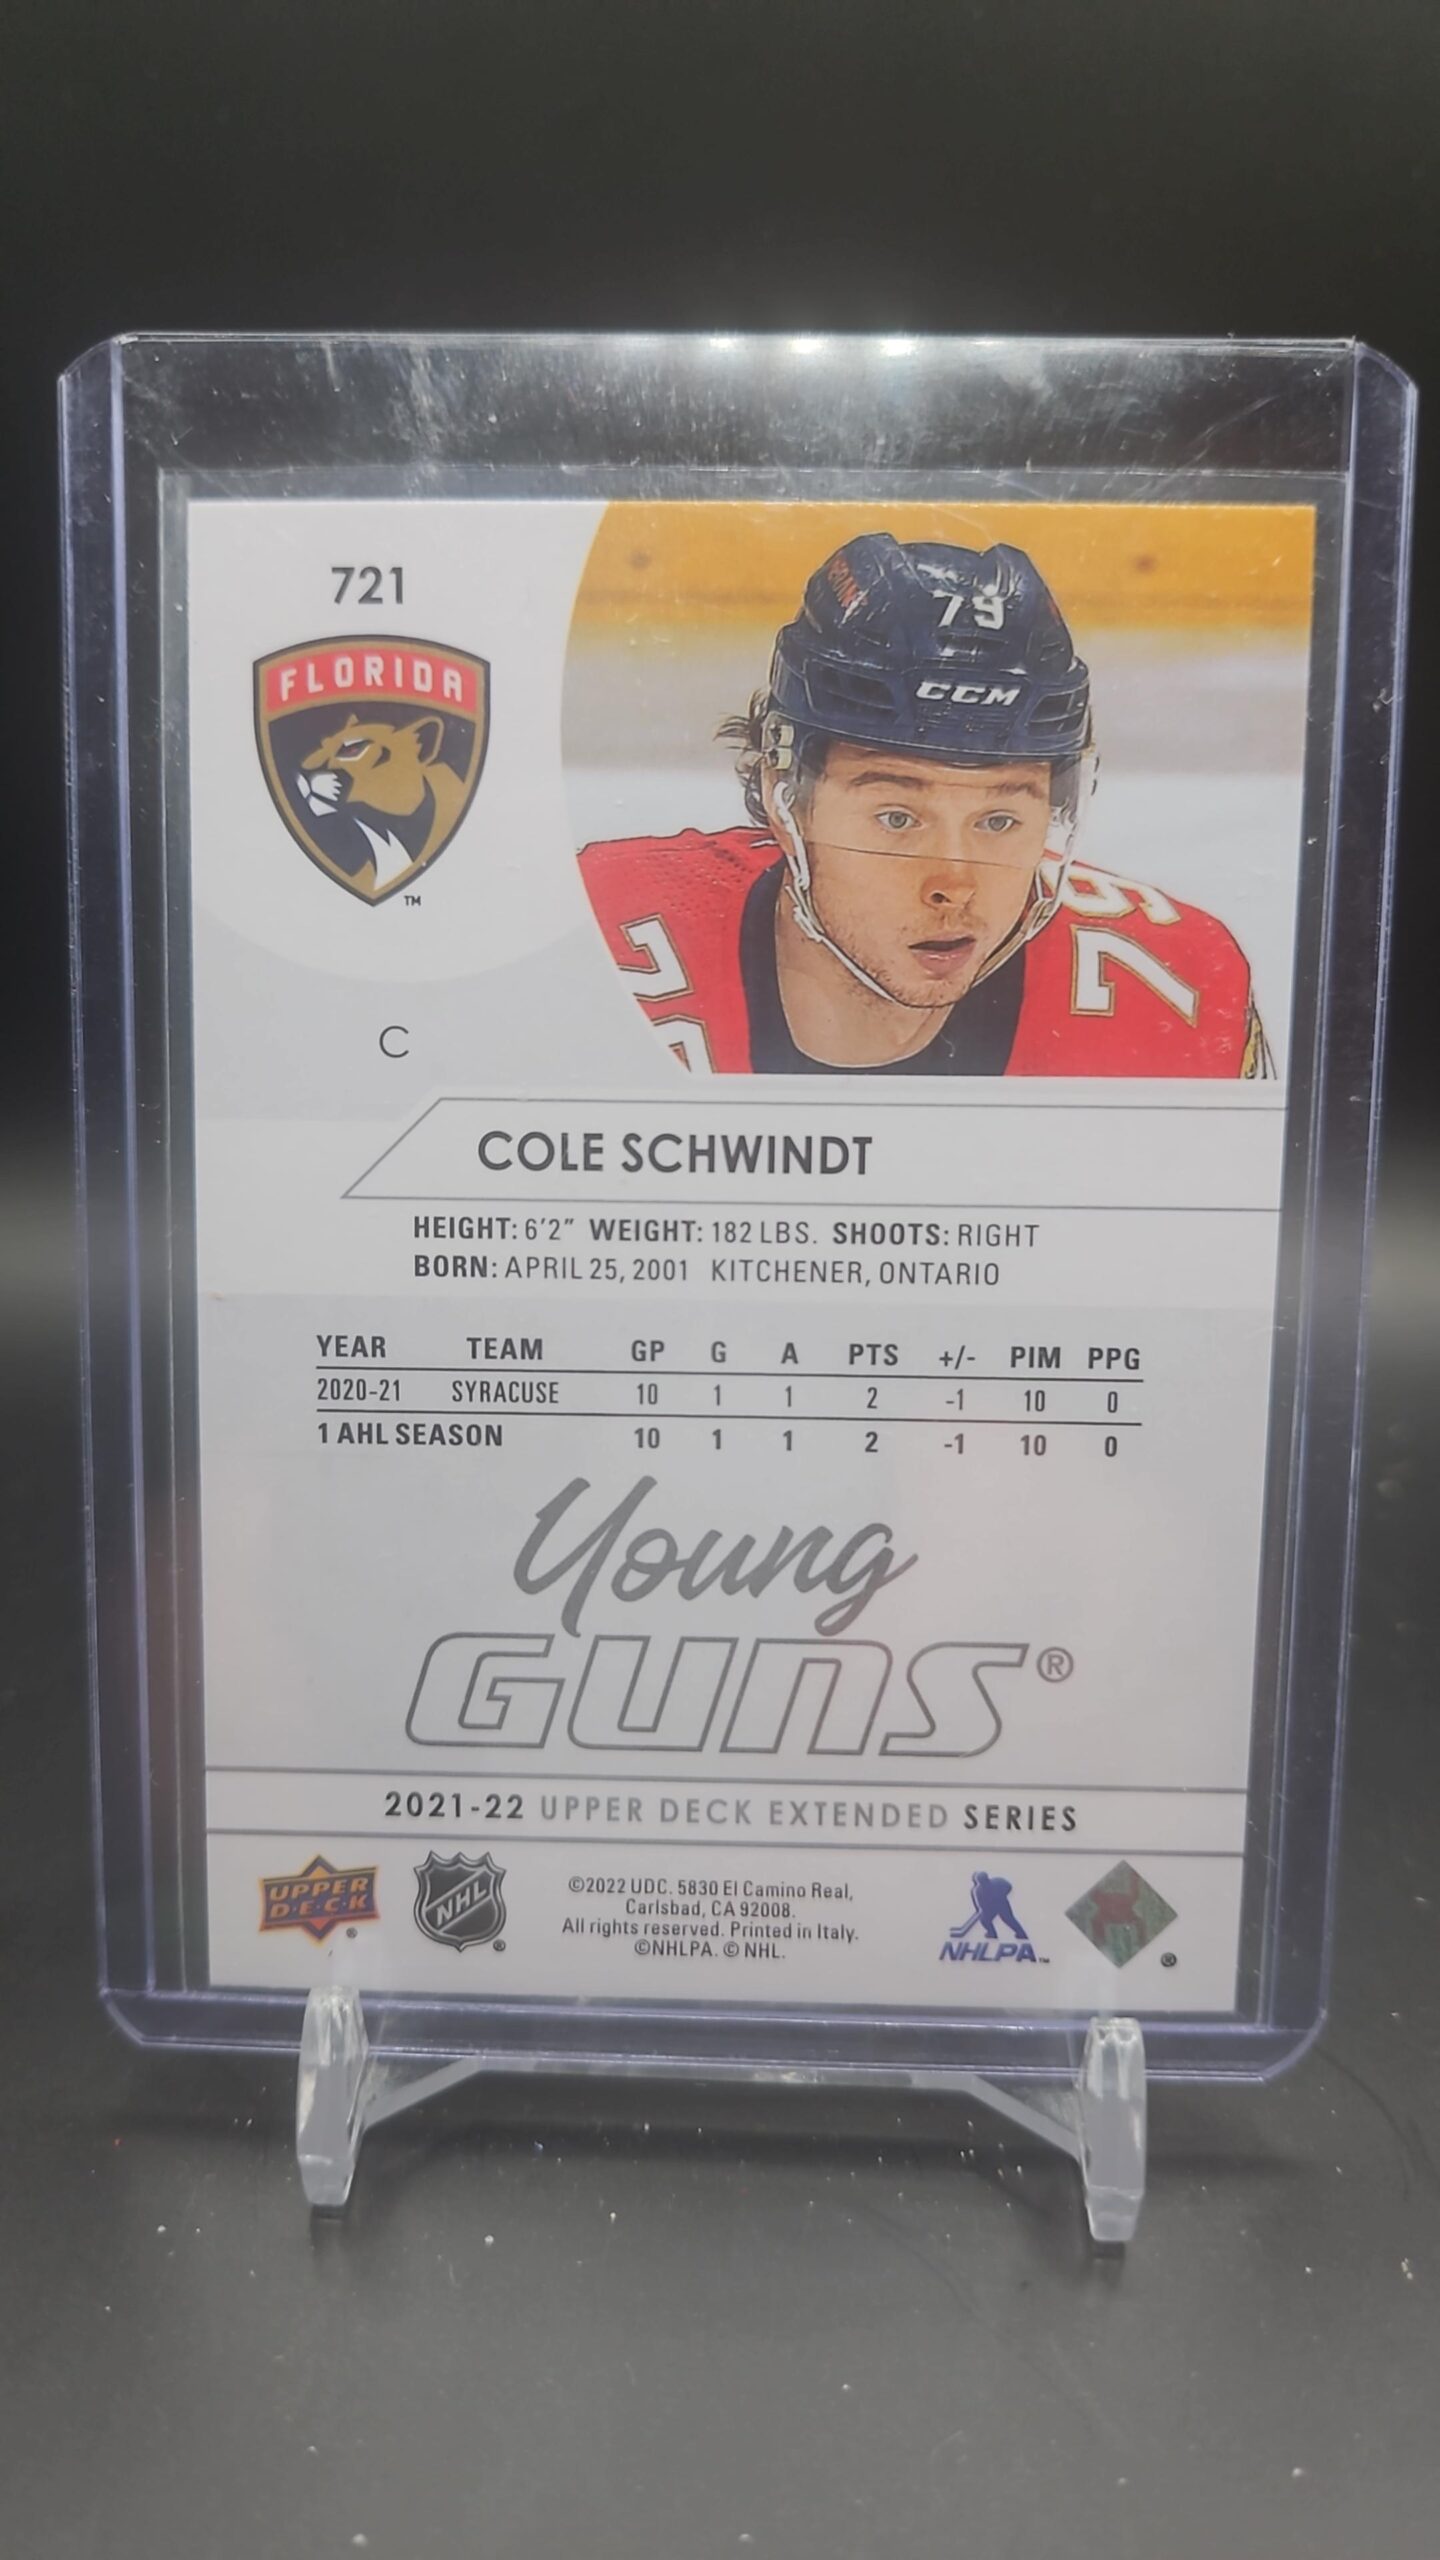 721
FLORIDA
TM
79
CCM
79
C
COLE SCHWINDT
HEIGHT: 6'2" WEIGHT: 182 LBS. SHOOTS: RIGHT
BORN: APRIL 25, 2001 KITCHENER, ONTARIO
YEAR TEAM GP G A PTS +/- PIM PPG
2020-21 SYRACUSE 10 1 1 2 -1 10 0
1 AHL SEASON 10 1 1 2 -1 10 0
Young
GUNS®
2021-22 UPPER DECK EXTENDED SERIES
UPPER
D·E·C·K
®
NHL
®
©2022 UDC. 5830 El Camino Real,
Carlsbad, CA 92008.
All rights reserved. Printed in Italy.
©NHLPA. © NHL.
NHLPA™
®